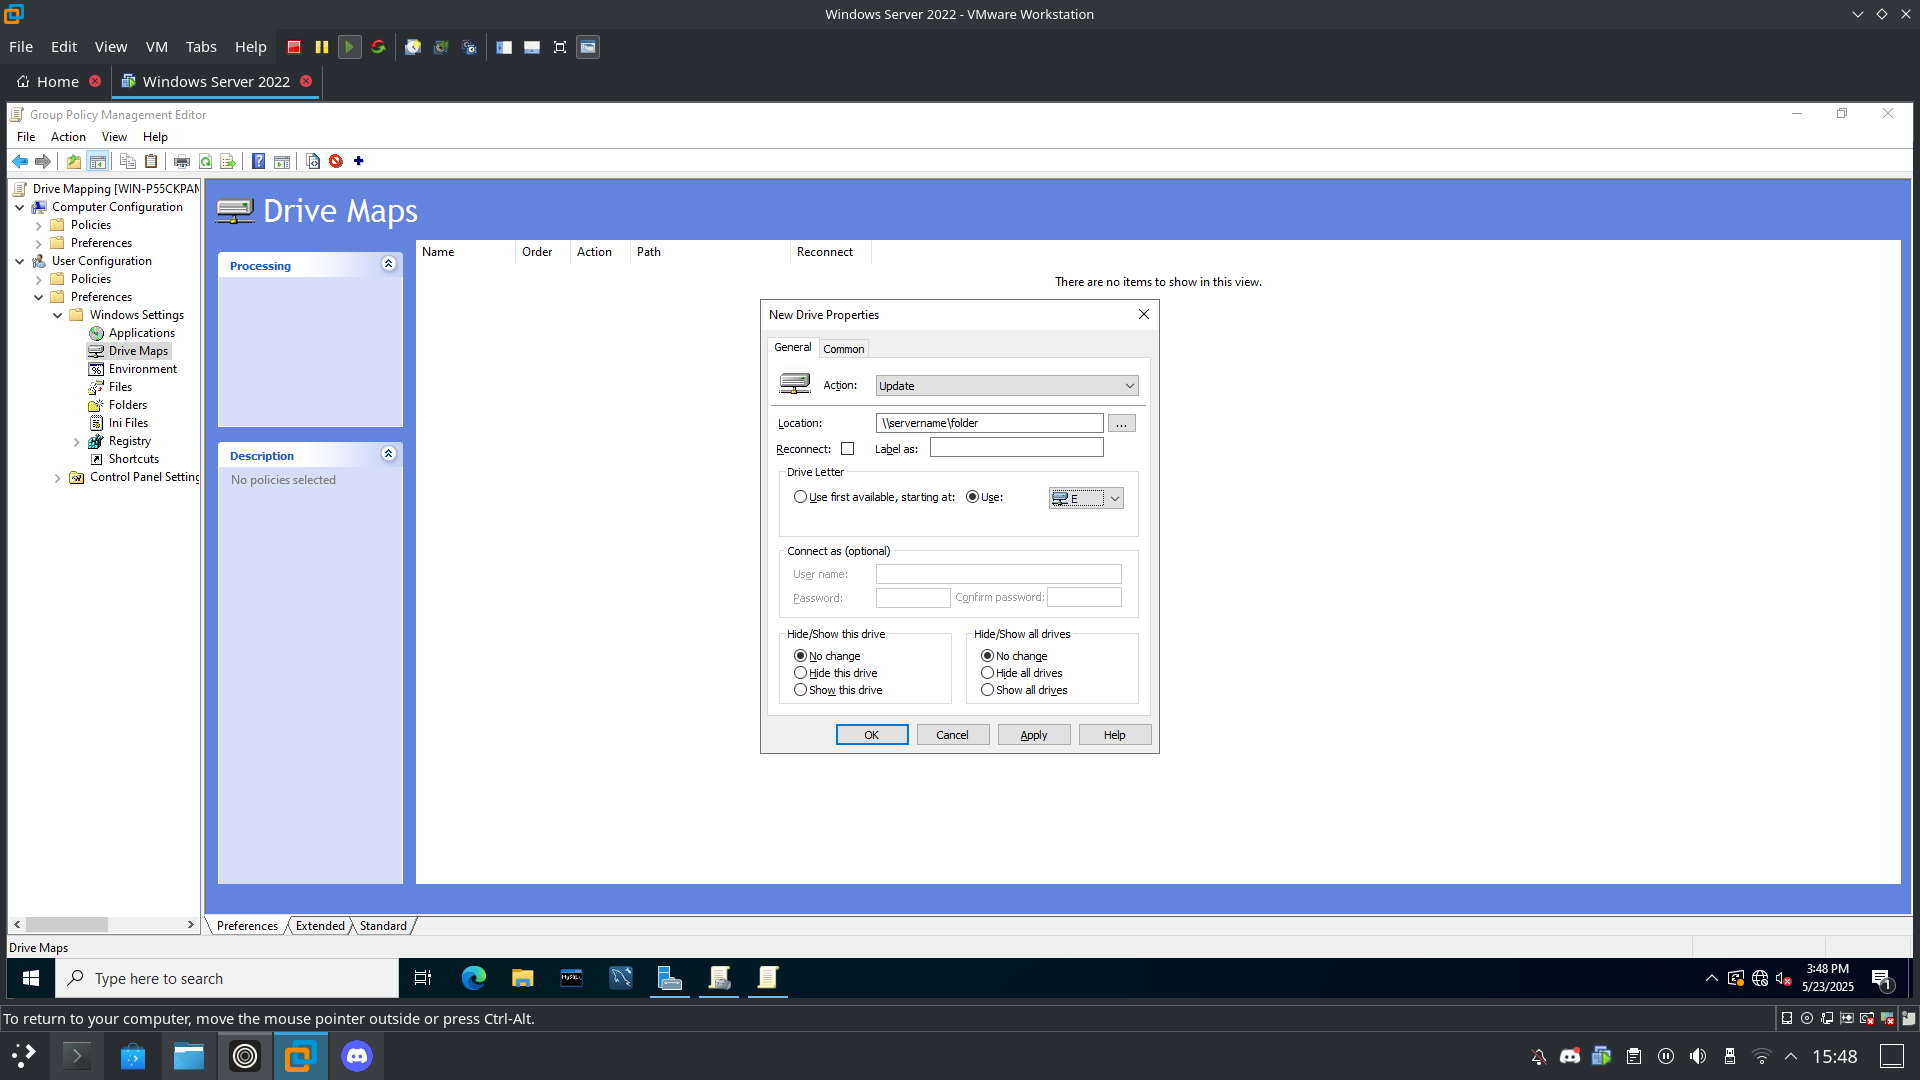 Windows Server 2022 - VMware Workstation
File Edit View VM Tabs Help
Home
Windows Server 2022
Group Policy Management Editor
File Action View Help
Drive Mapping [WIN-P55CKPAM
Computer Configuration
Policies
Preferences
User Configuration
Policies
Preferences
Windows Settings
Applications
Drive Maps
Environment
Files
Folders
Ini Files
Registry
Shortcuts
Control Panel Setting
Drive Maps
Processing
Description
No policies selected
Name Order Action Path Reconnect
There are no items to show in this view.
New Drive Properties
General Common
Action: Update
Location: \\servername\folder ...
Reconnect: Label as:
Drive Letter
Use first available, starting at: Use: E
Connect as (optional)
User name:
Password: Confirm password:
Hide/Show this drive
No change
Hide this drive
Show this drive
Hide/Show all drives
No change
Hide all drives
Show all drives
OK Cancel Apply Help
Preferences Extended Standard
Drive Maps
Type here to search
MySQL
3:48 PM
5/23/2025
1
To return to your computer, move the mouse pointer outside or press Ctrl-Alt.
15:48